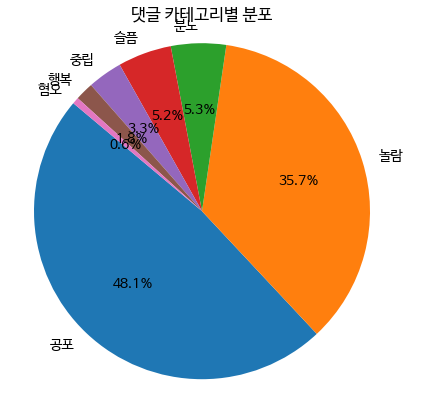 댓글 카테고리별 분포
분노
슬픔
중립
행복
혐오
놀람
공포
5.3%
5.2%
3.3%
1.8%
0.6%
35.7%
48.1%